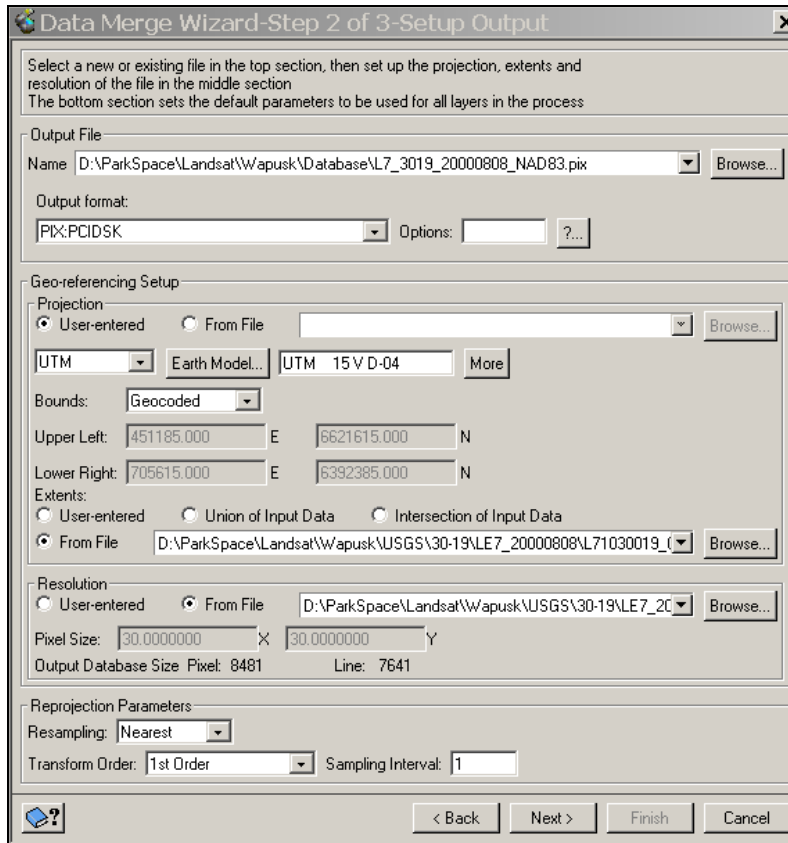 Data Merge Wizard-Step 2 of 3-Setup Output
Select a new or existing file in the top section, then set up the projection, extents and
resolution of the file in the middle section
The bottom section sets the default parameters to be used for all layers in the process
Output File
Name D:\ParkSpace\Landsat\Wapusk\Database\L7_3019_20000808_NAD83.pix Browse...
Output format:
PIX:PCIDSK Options: ?...
Geo-referencing Setup
Projection
User-entered From File Browse...
UTM Earth Model... UTM 15 V D-04 More
Bounds: Geocoded
Upper Left: 451185.000 E 6621615.000 N
Lower Right: 705615.000 E 6392385.000 N
Extents:
User-entered Union of Input Data Intersection of Input Data
From File D:\ParkSpace\Landsat\Wapusk\USGS\30-19\LE7_20000808\L71030019_( Browse...
Resolution
User-entered From File D:\ParkSpace\Landsat\Wapusk\USGS\30-19\LE7_20 Browse...
Pixel Size: 30.0000000 X 30.0000000 Y
Output Database Size Pixel: 8481 Line: 7641
Reprojection Parameters
Resampling: Nearest
Transform Order: 1st Order Sampling Interval: 1
? < Back Next > Finish Cancel